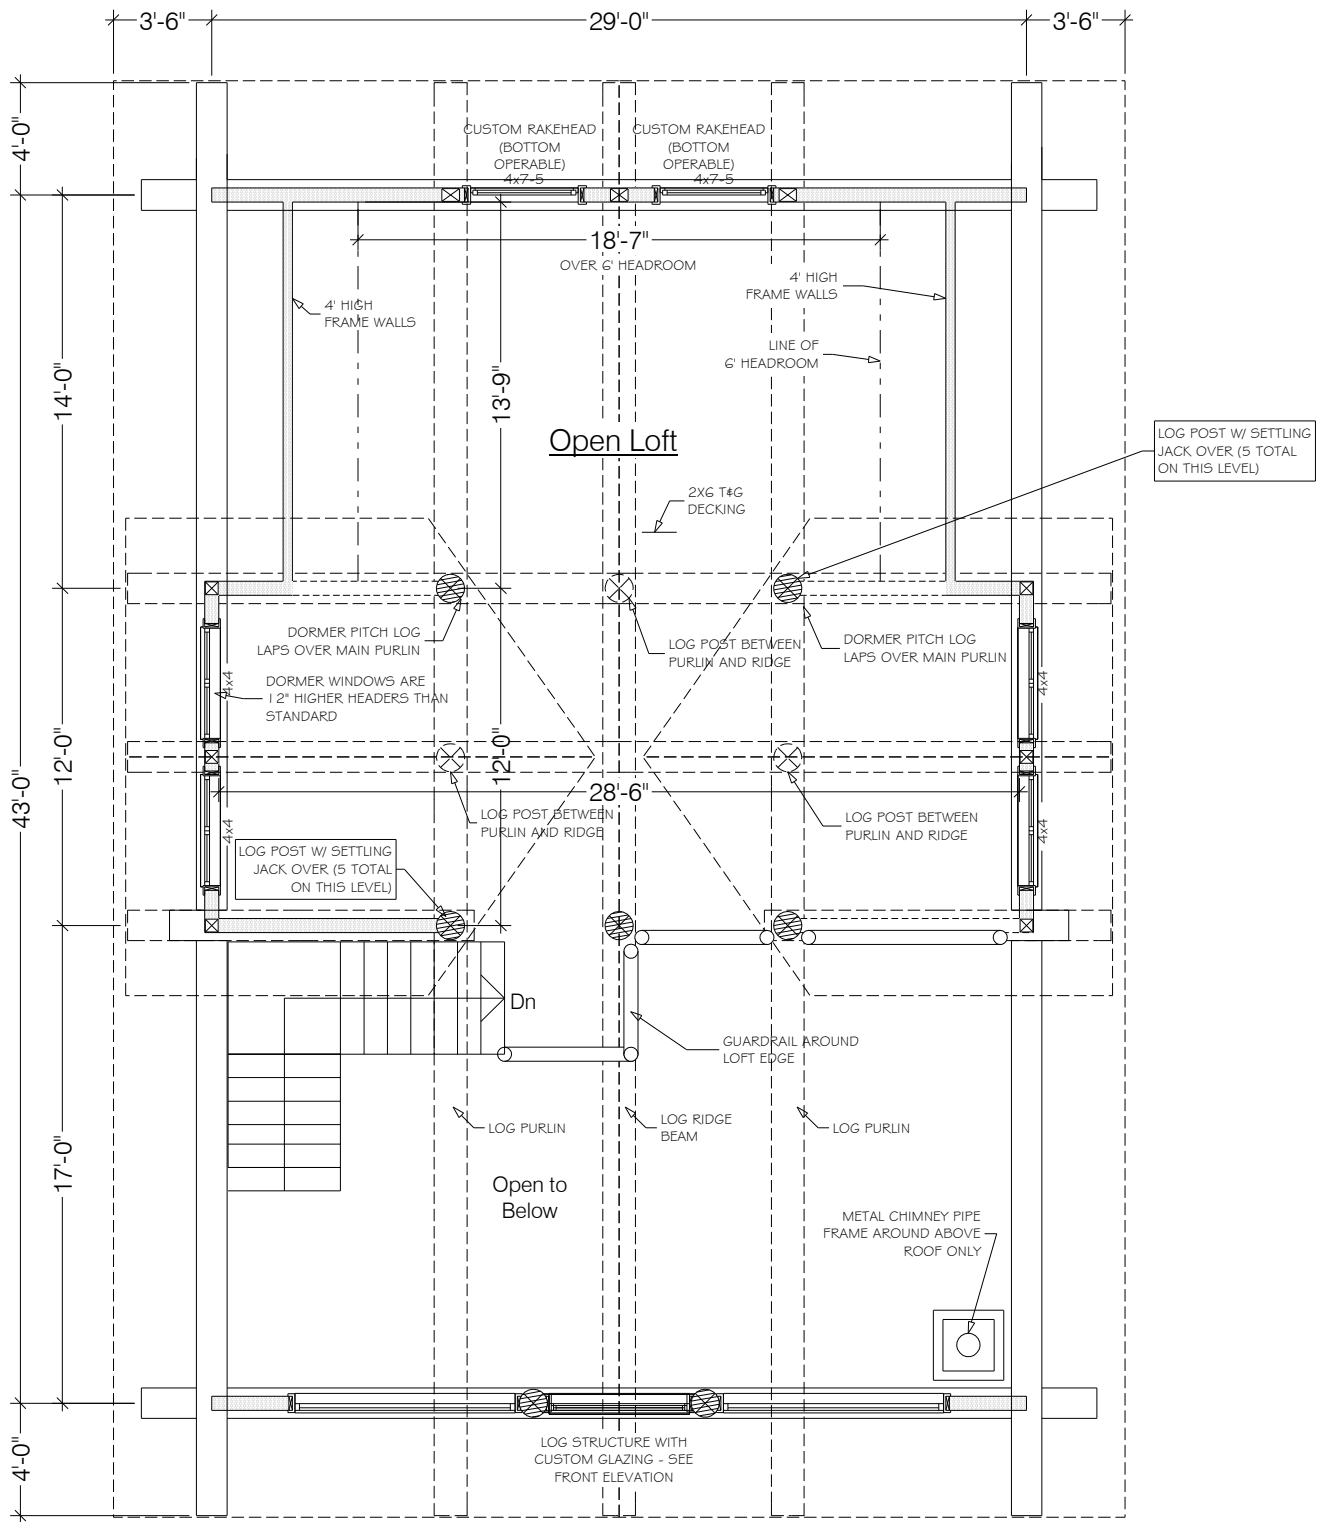 3'-6"
29'-0"
3'-6"
4'-0"
CUSTOM RAKEHEAD
(BOTTOM
OPERABLE)
4x7-5
CUSTOM RAKEHEAD
(BOTTOM
OPERABLE)
4x7-5
18'-7"
OVER 6' HEADROOM
4' HIGH
FRAME WALLS
4' HIGH
FRAME WALLS
LINE OF
6' HEADROOM
14'-0"
13'-9"
Open Loft
LOG POST W/ SETTLING
JACK OVER (5 TOTAL
ON THIS LEVEL)
2X6 T&G
DECKING
DORMER PITCH LOG
LAPS OVER MAIN PURLIN
LOG POST BETWEEN
PURLIN AND RIDGE
DORMER PITCH LOG
LAPS OVER MAIN PURLIN
4x4
DORMER WINDOWS ARE
12" HIGHER HEADERS THAN
STANDARD
4x4
43'-0"
12'-0"
12'-0"
28'-6"
LOG POST BETWEEN
PURLIN AND RIDGE
LOG POST BETWEEN
PURLIN AND RIDGE
4x4
4x4
LOG POST W/ SETTLING
JACK OVER (5 TOTAL
ON THIS LEVEL)
Dn
GUARDRAIL AROUND
LOFT EDGE
LOG PURLIN
LOG RIDGE
BEAM
LOG PURLIN
17'-0"
Open to
Below
METAL CHIMNEY PIPE
FRAME AROUND ABOVE
ROOF ONLY
4'-0"
LOG STRUCTURE WITH
CUSTOM GLAZING - SEE
FRONT ELEVATION